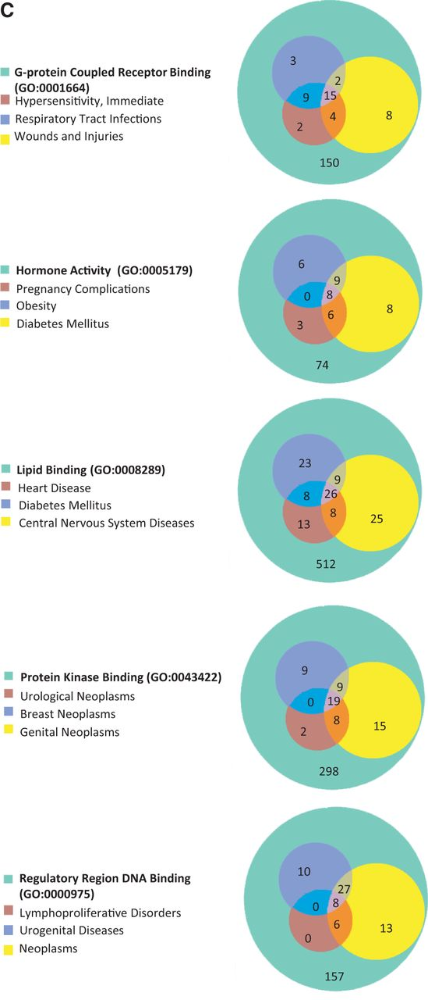 C
G-protein Coupled Receptor Binding
(GO:0001664)
Hypersensitivity, Immediate
Respiratory Tract Infections
Wounds and Injuries
3
2
9
15
4
8
2
150
Hormone Activity (GO:0005179)
Pregnancy Complications
Obesity
Diabetes Mellitus
6
9
0
8
6
8
3
74
Lipid Binding (GO:0008289)
Heart Disease
Diabetes Mellitus
Central Nervous System Diseases
23
9
8
26
8
25
13
512
Protein Kinase Binding (GO:0043422)
Urological Neoplasms
Breast Neoplasms
Genital Neoplasms
9
9
0
19
8
15
2
298
Regulatory Region DNA Binding
(GO:0000975)
Lymphoproliferative Disorders
Urogenital Diseases
Neoplasms
10
27
0
8
6
13
0
157